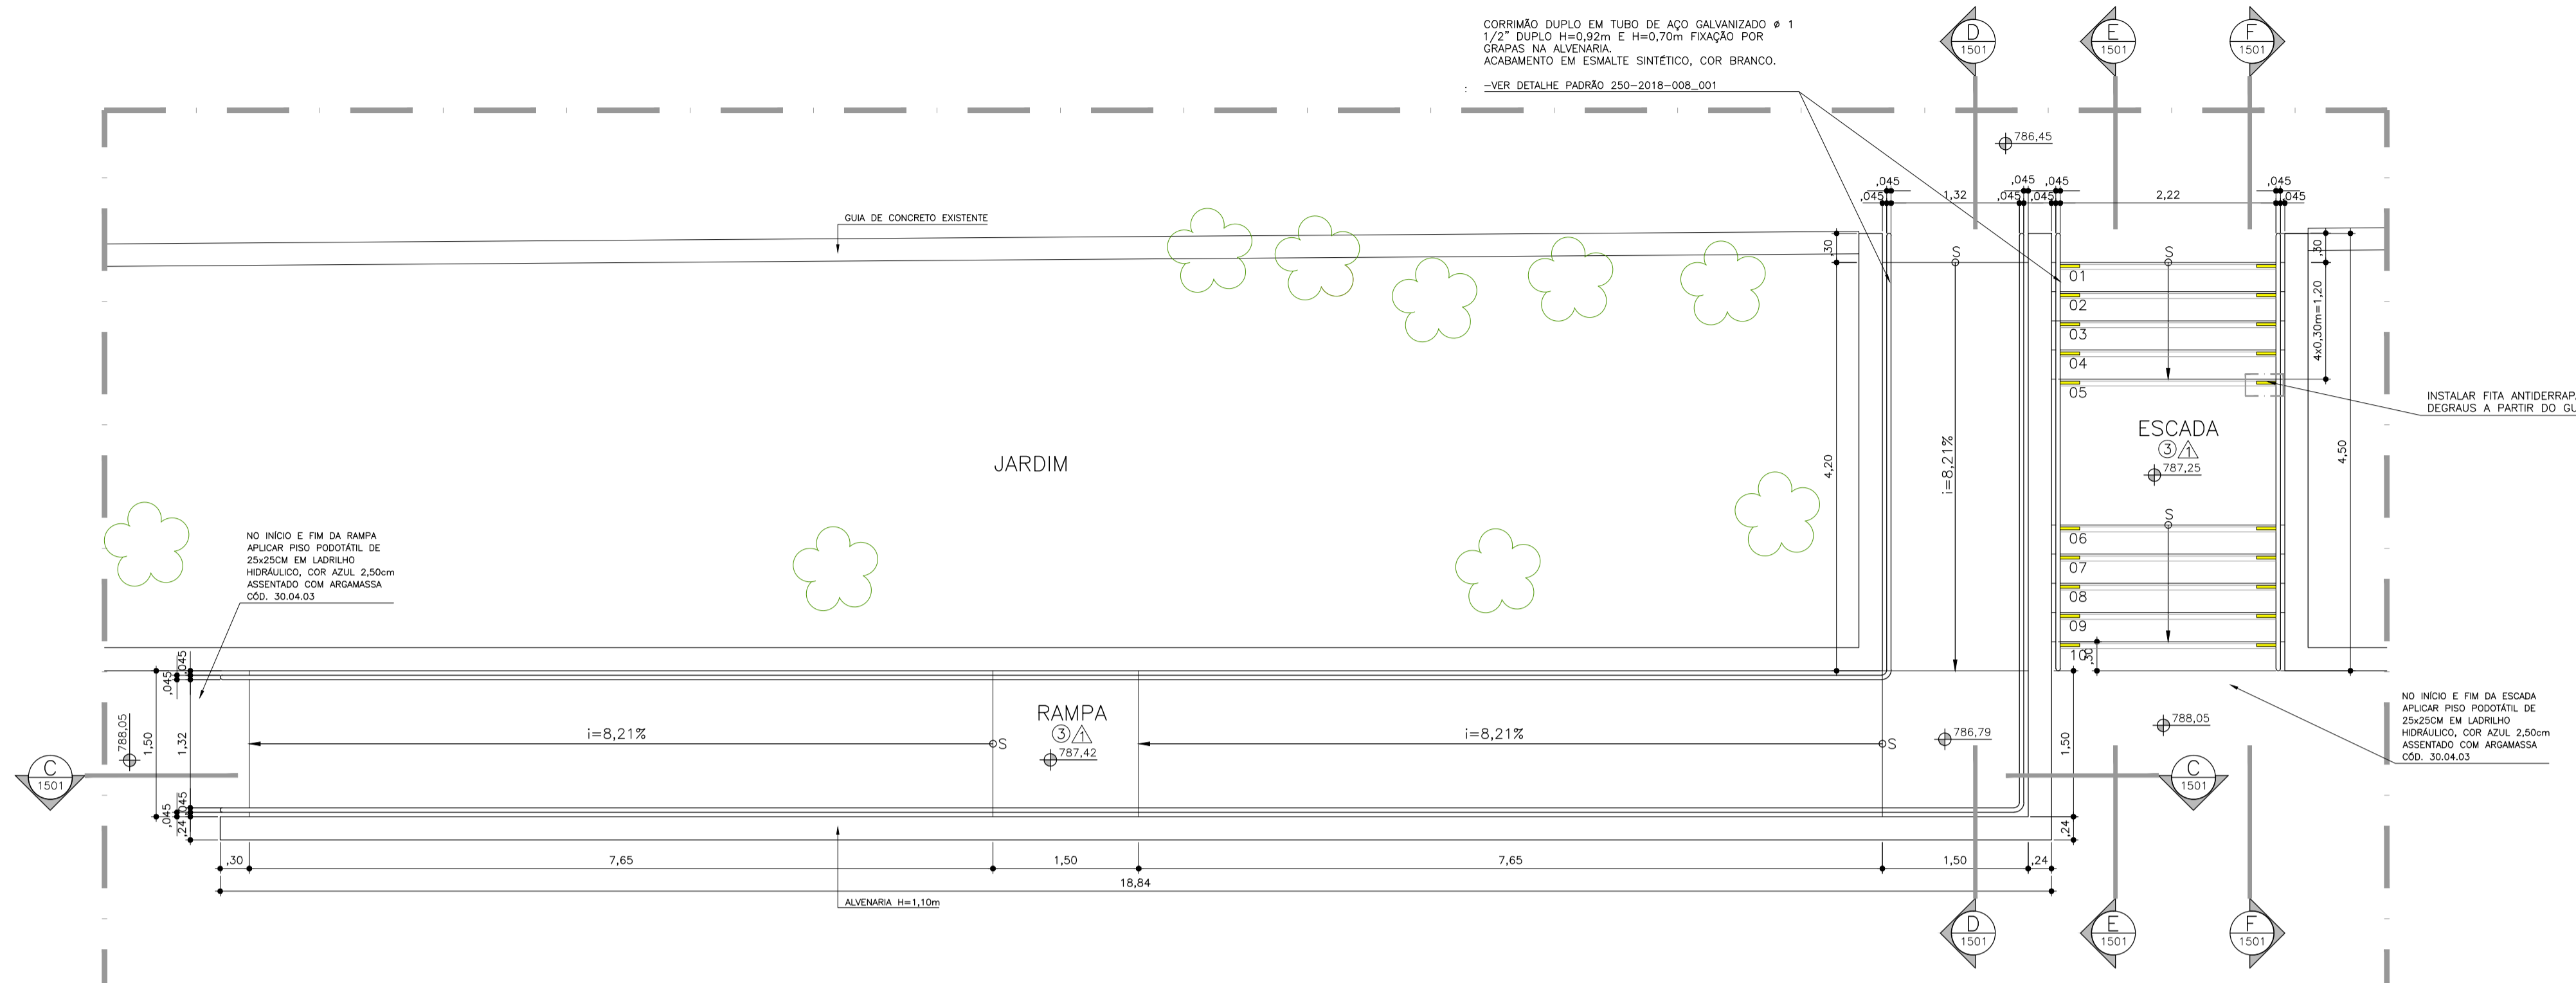 CORRIMÃO DUPLO EM TUBO DE AÇO GALVANIZADO ø 1
1/2" DUPLO H=0,92m E H=0,70m FIXAÇÃO POR
GRAPAS NA ALVENARIA.
ACABAMENTO EM ESMALTE SINTÉTICO, COR BRANCO.
-VER DETALHE PADRÃO 250-2018-008_001
D
1501
E
1501
F
1501
786,45
,045
,045
,045
,045
,045
1,32
,045
,045
2,22
,045
GUIA DE CONCRETO EXISTENTE
,30
S
S
,30
01
02
03
04
05
4x0,30m=1,20
INSTALAR FITA
DEGRAUS A PARTIR DO
ESCADA
3
1
787,25
4,50
JARDIM
4,20
i=8,21%
S
06
07
08
09
10
,30
NO INÍCIO E FIM DA RAMPA
APLICAR PISO PODOTÁTIL DE
25x25CM EM LADRILHO
HIDRÁULICO, COR AZUL 2,50cm
ASSENTADO COM ARGAMASSA
CÓD. 30.04.03
,045
,045
788,05
1,50
1,32
,045
,045
,24
i=8,21%
S
RAMPA
3
1
787,42
i=8,21%
S
786,79
1,50
788,05
NO INÍCIO E FIM DA ESCADA
APLICAR PISO PODOTÁTIL DE
25x25CM EM LADRILHO
HIDRÁULICO, COR AZUL 2,50cm
ASSENTADO COM ARGAMASSA
CÓD. 30.04.03
C
1501
C
1501
,24
,30
7,65
1,50
7,65
1,50
,24
18,84
ALVENARIA H=1,10m
D
1501
E
1501
F
1501